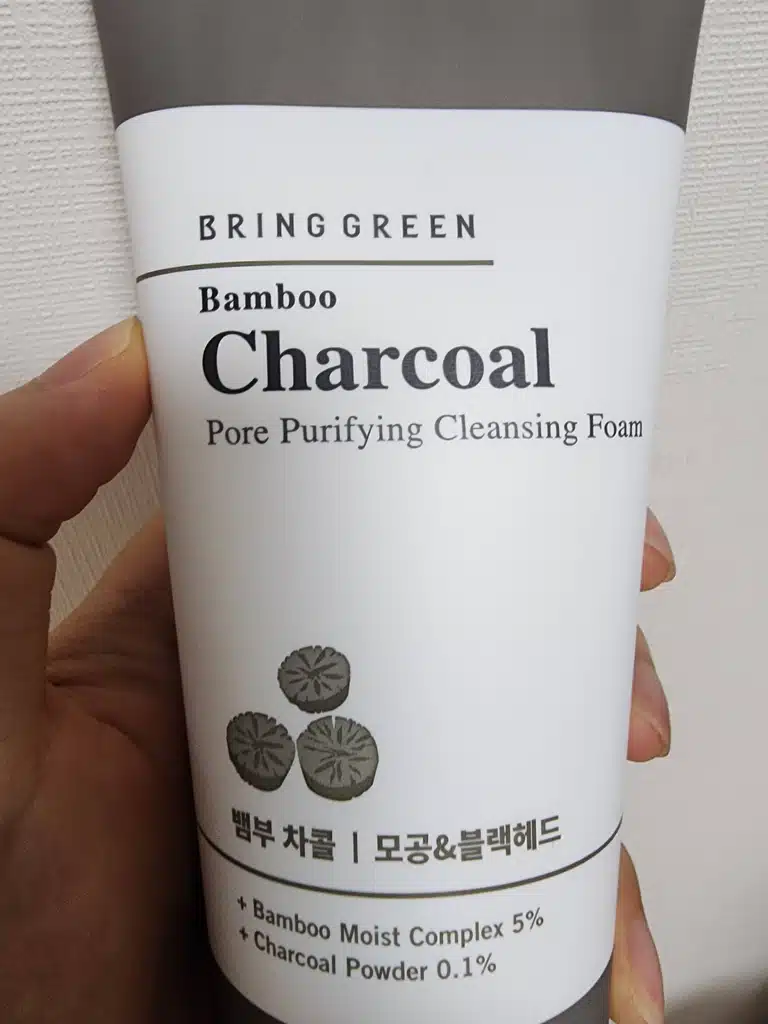 BRING GREEN
Bamboo
Charcoal
Pore Purifying Cleansing Foam
뱀부 차콜 | 모공&블랙헤드
+ Bamboo Moist Complex 5%
+ Charcoal Powder 0.1%